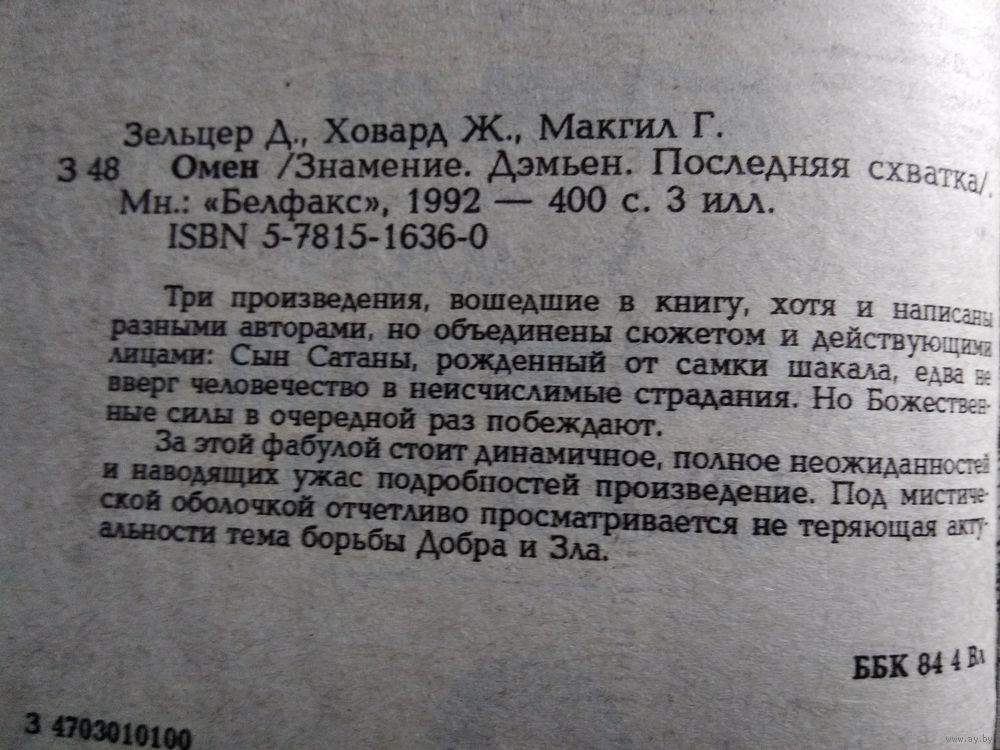 Зельцер Д., Ховард Ж., Макгил Г.
З 48 Омен /Знамение. Дэмьен. Последняя схватка/.
Мн.: «Белфакс», 1992 — 400 с. 3 илл.
ISBN 5-7815-1636-0
Три произведения, вошедшие в книгу, хотя и написаны
разными авторами, но объединены сюжетом и действующими
лицами: Сын Сатаны, рожденный от самки шакала, едва не
вверг человечество в неисчислимые страдания. Но Божествен-
ные силы в очередной раз побеждают.
За этой фабулой стоит динамичное, полное неожиданностей
и наводящих ужас подробностей произведение. Под мистиче-
ской оболочкой отчетливо просматривается не теряющая акту-
альности тема борьбы Добра и Зла.
ББК 84 4 Вл
З 4703010100
www.ay.by